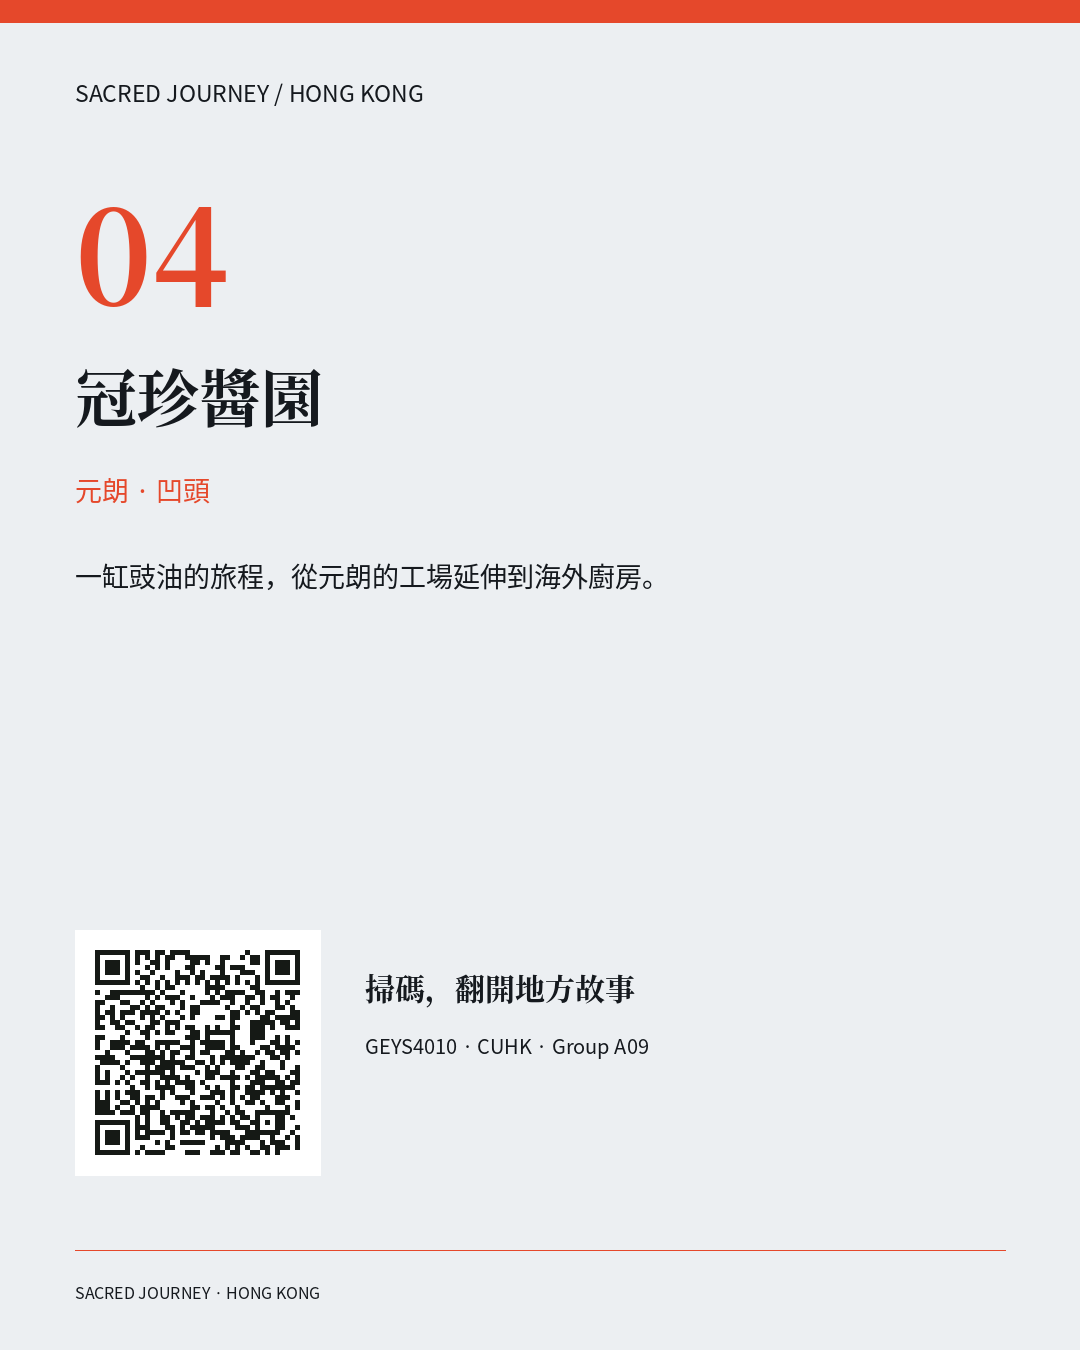 SACRED JOURNEY / HONG KONG
04
冠珍醬園
元朗 · 凹頭
一缸豉油的旅程，從元朗的工場延伸到海外廚房。
掃碼，翻開地方故事
GEYS4010 · CUHK · Group A09
SACRED JOURNEY · HONG KONG